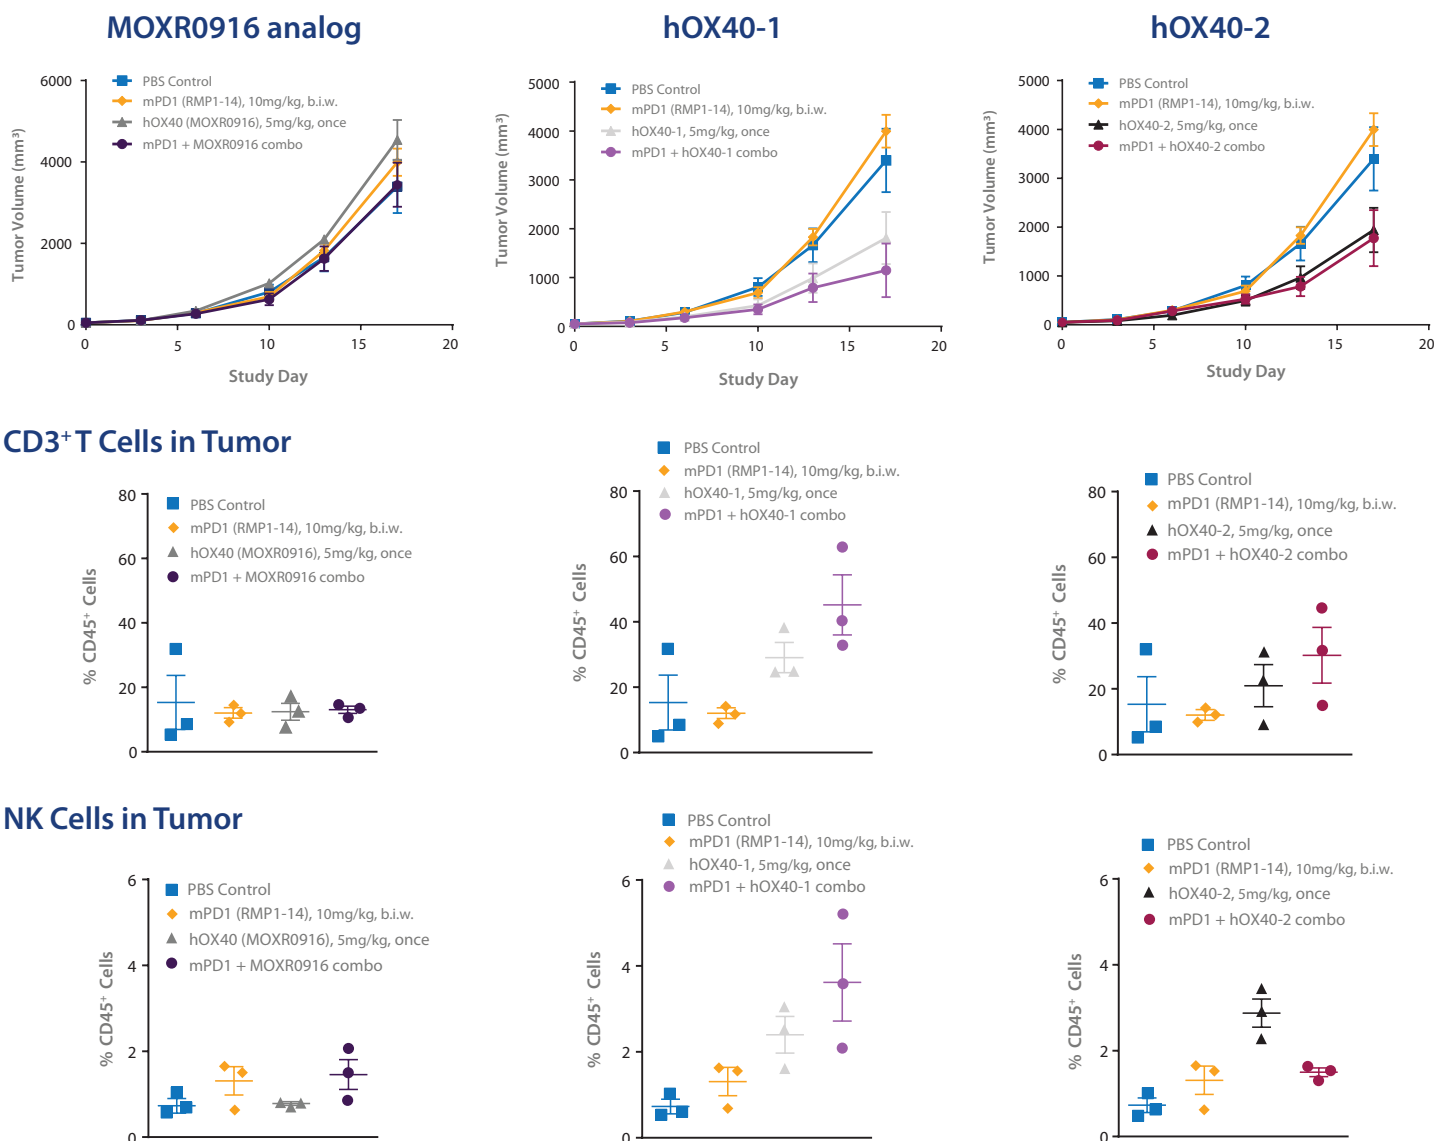 MOXR0916 analog
6000
4000
2000
0
0
5
10
15
20
Tumor Volume (mm³)
Study Day
PBS Control
mPD1 (RMP1-14), 10mg/kg, b.i.w.
hOX40 (MOXR0916), 5mg/kg, once
mPD1 + MOXR0916 combo
hOX40-1
5000
4000
3000
2000
1000
0
0
5
10
15
20
Tumor Volume (mm³)
Study Day
PBS Control
mPD1 (RMP1-14), 10mg/kg, b.i.w.
hOX40-1, 5mg/kg, once
mPD1 + hOX40-1 combo
hOX40-2
5000
4000
3000
2000
1000
0
0
5
10
15
20
Tumor Volume (mm³)
Study Day
PBS Control
mPD1 (RMP1-14), 10mg/kg, b.i.w.
hOX40-2, 5mg/kg, once
mPD1 + hOX40-2 combo
CD3⁺ T Cells in Tumor
80
60
40
20
0
% CD45⁺ Cells
PBS Control
mPD1 (RMP1-14), 10mg/kg, b.i.w.
hOX40 (MOXR0916), 5mg/kg, once
mPD1 + MOXR0916 combo
80
60
40
20
0
% CD45⁺ Cells
PBS Control
mPD1 (RMP1-14), 10mg/kg, b.i.w.
hOX40-1, 5mg/kg, once
mPD1 + hOX40-1 combo
80
60
40
20
0
% CD45⁺ Cells
PBS Control
mPD1 (RMP1-14), 10mg/kg, b.i.w.
hOX40-2, 5mg/kg, once
mPD1 + hOX40-2 combo
NK Cells in Tumor
6
4
2
0
% CD45⁺ Cells
PBS Control
mPD1 (RMP1-14), 10mg/kg, b.i.w.
hOX40 (MOXR0916), 5mg/kg, once
mPD1 + MOXR0916 combo
6
4
2
0
% CD45⁺ Cells
PBS Control
mPD1 (RMP1-14), 10mg/kg, b.i.w.
hOX40-1, 5mg/kg, once
mPD1 + hOX40-1 combo
6
4
2
0
% CD45⁺ Cells
PBS Control
mPD1 (RMP1-14), 10mg/kg, b.i.w.
hOX40-2, 5mg/kg, once
mPD1 + hOX40-2 combo